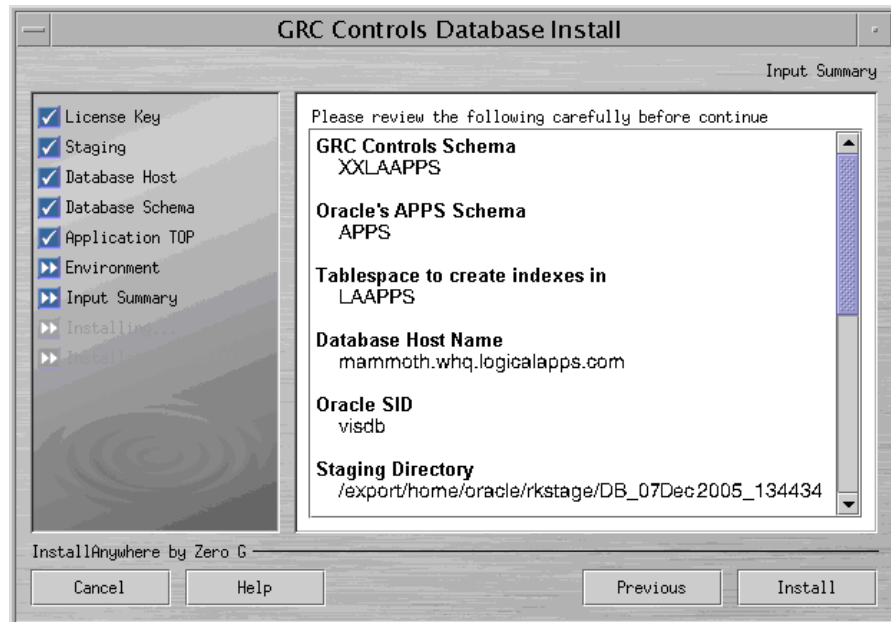 GRC Controls Database Install
Input Summary
License Key
Staging
Database Host
Database Schema
Application TOP
Environment
Input Summary
Installing...
Please review the following carefully before continue
GRC Controls Schema
XXLAAPPS
Oracle's APPS Schema
APPS
Tablespace to create indexes in
LAAPPS
Database Host Name
mammoth.whq.logicalapps.com
Oracle SID
visdb
Staging Directory
/export/home/oracle/rkstage/DB_07Dec2005_134434
InstallAnywhere by Zero G
Cancel
Help
Previous
Install